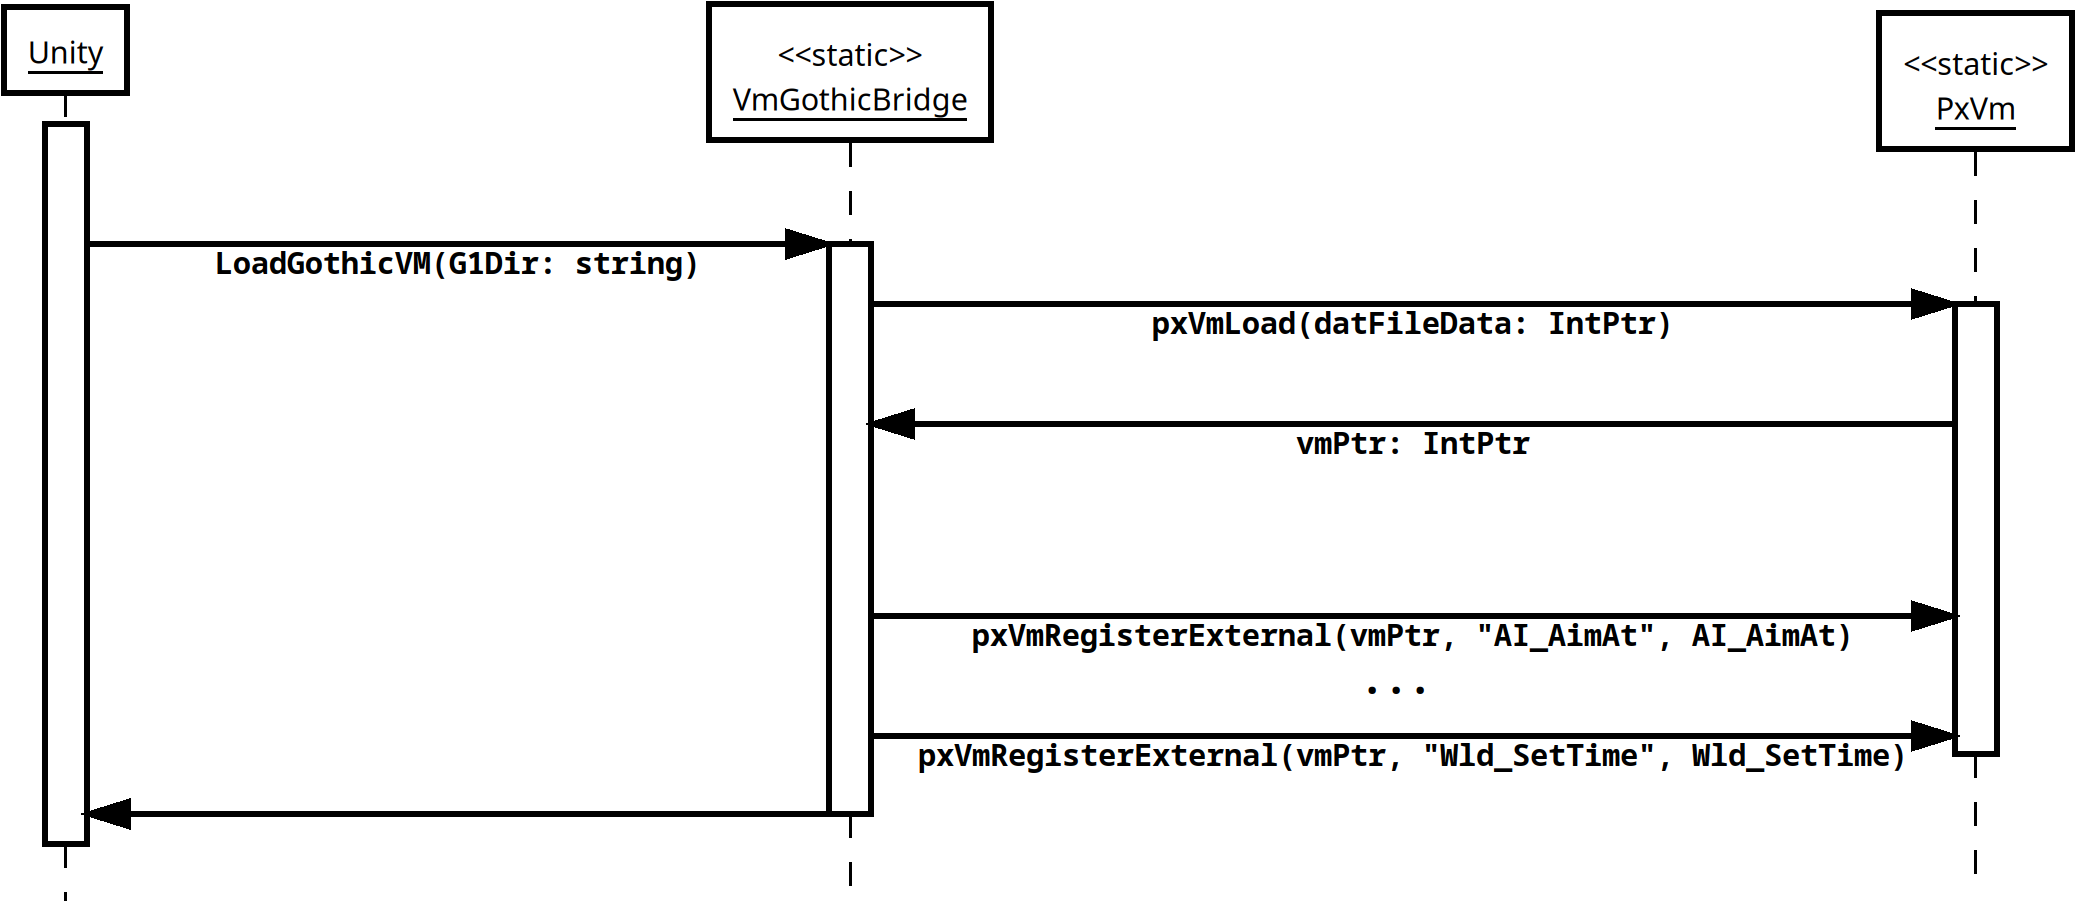 Unity
<<static>>
VmGothicBridge
<<static>>
PxVm
LoadGothicVM(G1Dir: string)
pxVmLoad(datFileData: IntPtr)
vmPtr: IntPtr
pxVmRegisterExternal(vmPtr, "AI_AimAt", AI_AimAt)
...
pxVmRegisterExternal(vmPtr, "Wld_SetTime", Wld_SetTime)